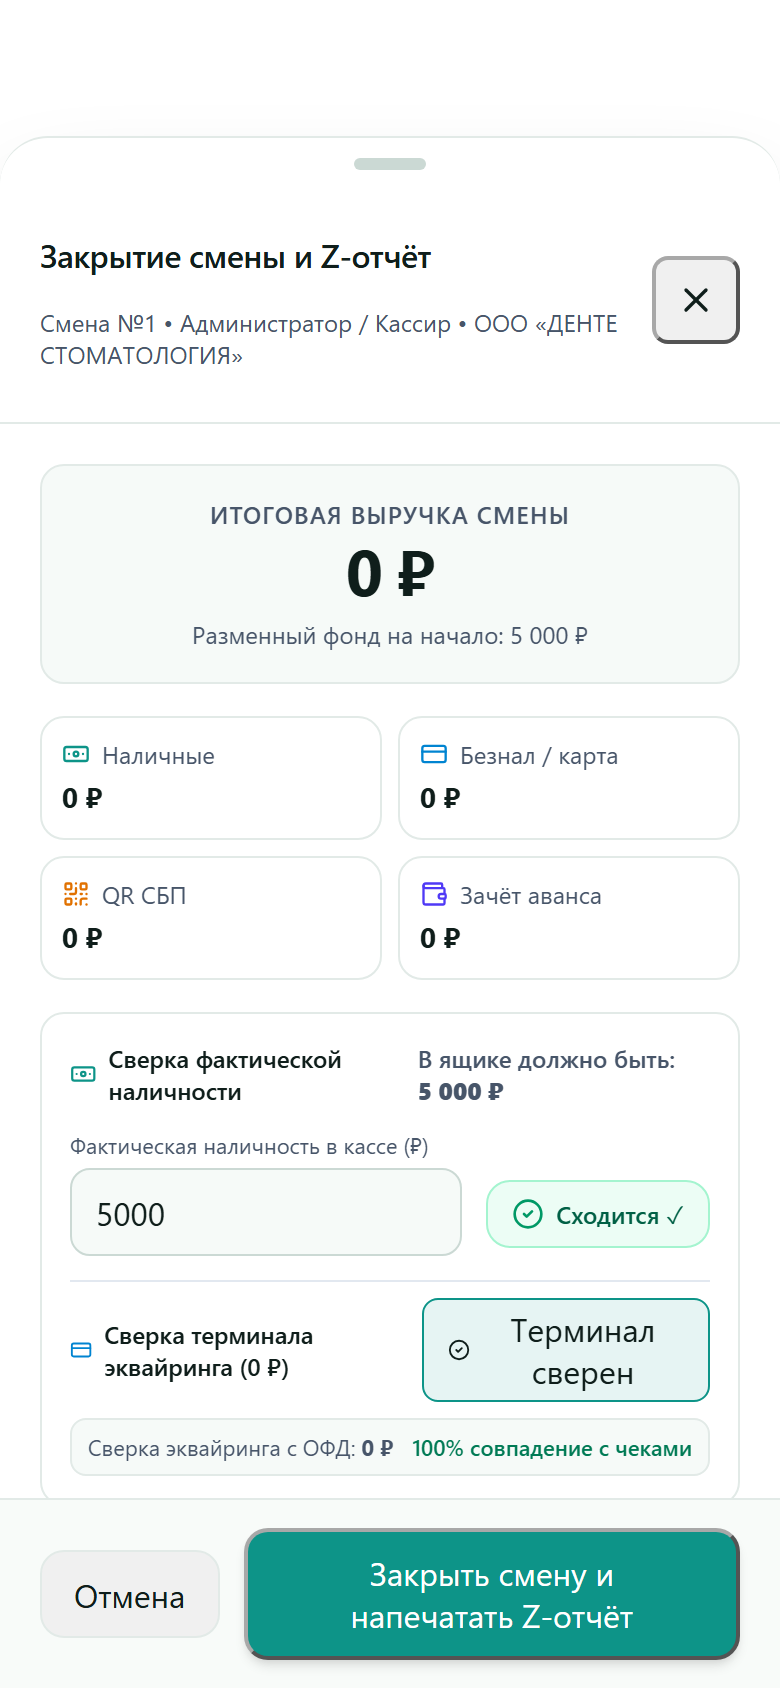 Закрытие смены и Z-отчёт
Смена №1 • Администратор / Кассир • ООО «ДЕНТЕ
СТОМАТОЛОГИЯ»
ИТОГОВАЯ ВЫРУЧКА СМЕНЫ
0 ₽
Разменный фонд на начало: 5 000 ₽
Наличные
0 ₽
Безнал / карта
0 ₽
QR СБП
0 ₽
Зачёт аванса
0 ₽
Сверка фактической
наличности
В ящике должно быть:
5 000 ₽
Фактическая наличность в кассе (₽)
5000
Сходится ✓
Сверка терминала
эквайринга (0 ₽)
Терминал
сверен
Сверка эквайринга с ОФД: 0 ₽
100% совпадение с чеками
Отмена
Закрыть смену и
напечатать Z-отчёт